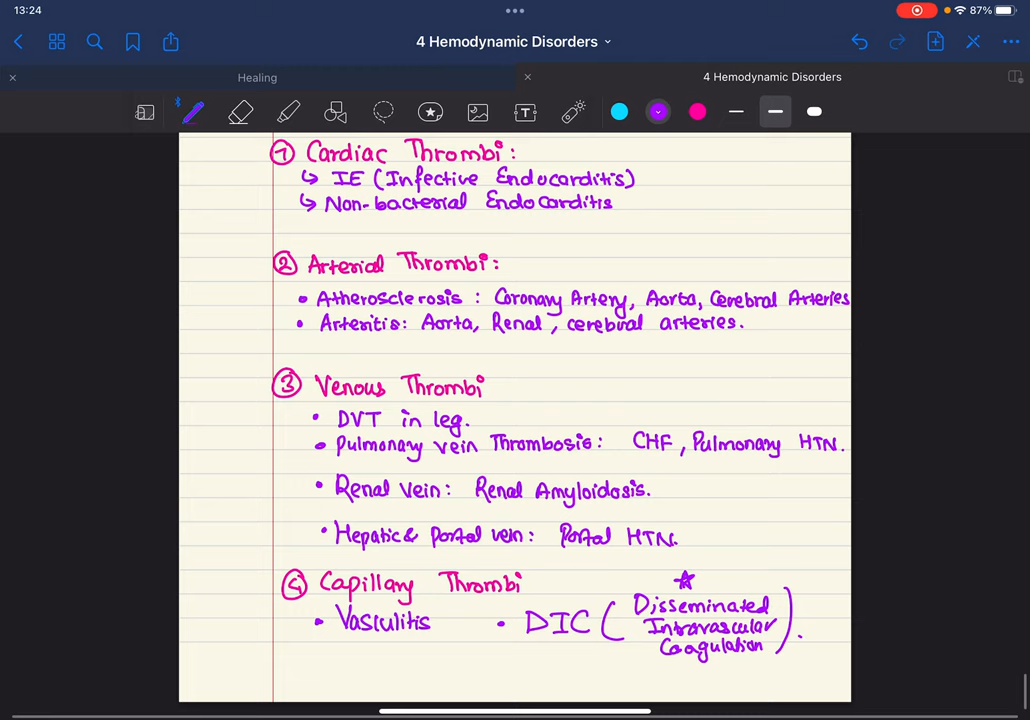 13:24
87%
4 Hemodynamic Disorders
Healing
4 Hemodynamic Disorders
① Cardiac Thrombi:
↳ IE (Infective Endocarditis)
↳ Non-bacterial Endocarditis
② Arterial Thrombi:
• Atherosclerosis : Coronary Artery, Aorta, Cerebral Arteries
• Arteritis: Aorta, Renal, cerebral arteries.
③ Venous Thrombi
• DVT in leg.
• Pulmonary vein Thrombosis: CHF, Pulmonary HTN.
• Renal Vein: Renal Amyloidosis.
• Hepatic & portal vein: Portal HTN.
④ Capillary Thrombi
• Vasculitis • DIC (Disseminated
Intravascular
Coagulation).